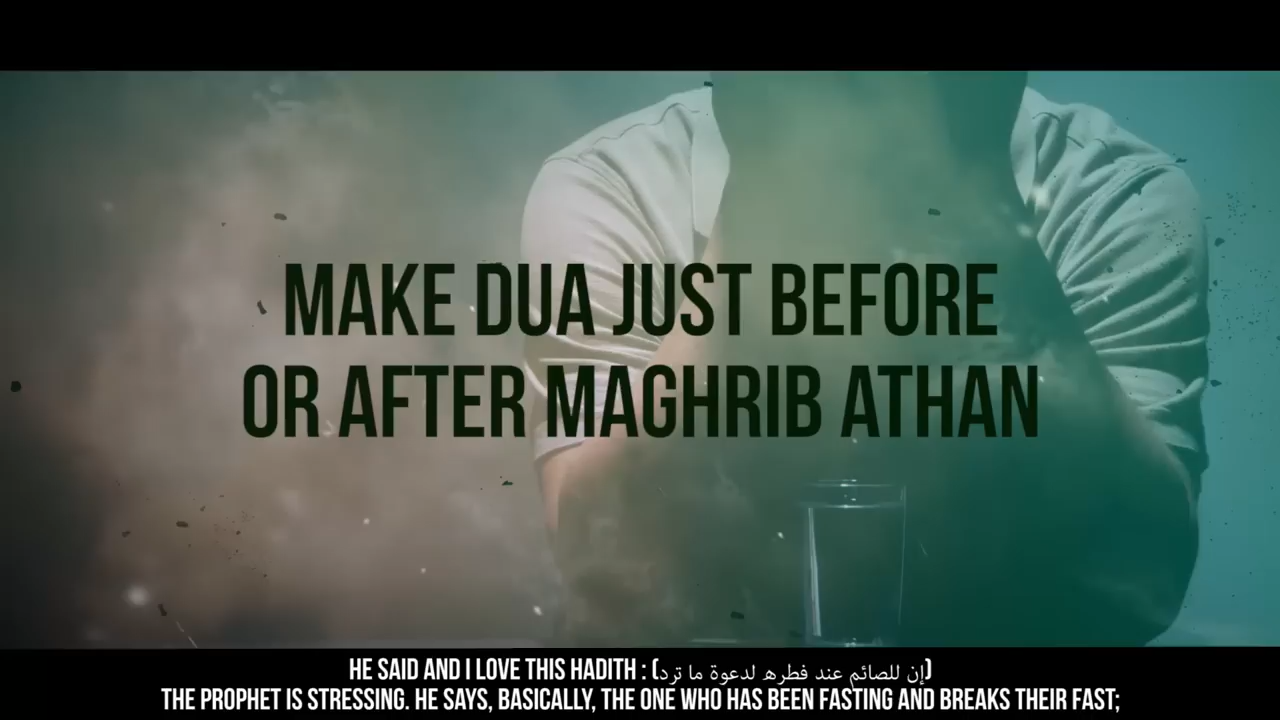 MAKE DUA JUST BEFORE
OR AFTER MAGHRIB ATHAN
HE SAID AND I LOVE THIS HADITH : (إن للصائم عند فطره لدعوة ما ترد)
THE PROPHET IS STRESSING. HE SAYS, BASICALLY, THE ONE WHO HAS BEEN FASTING AND BREAKS THEIR FAST;